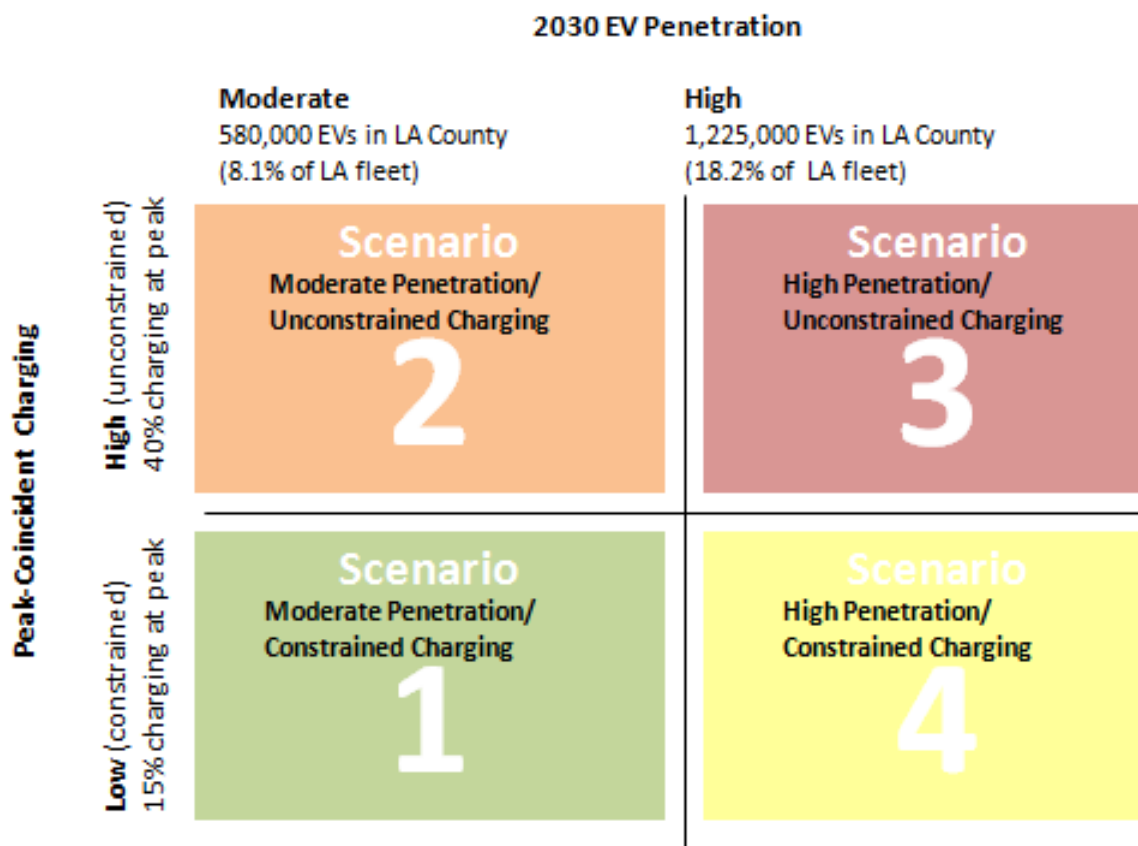 2030 EV Penetration
Moderate
580,000 EVs in LA County
(8.1% of LA fleet)
High
1,225,000 EVs in LA County
(18.2% of  LA fleet)
Peak-Coincident Charging
High (unconstrained)
40% charging at peak
Scenario
Moderate Penetration/
Unconstrained Charging
2
Scenario
High Penetration/
Unconstrained Charging
3
Low (constrained)
15% charging at peak
Scenario
Moderate Penetration/
Constrained Charging
1
Scenario
High Penetration/
Constrained Charging
4